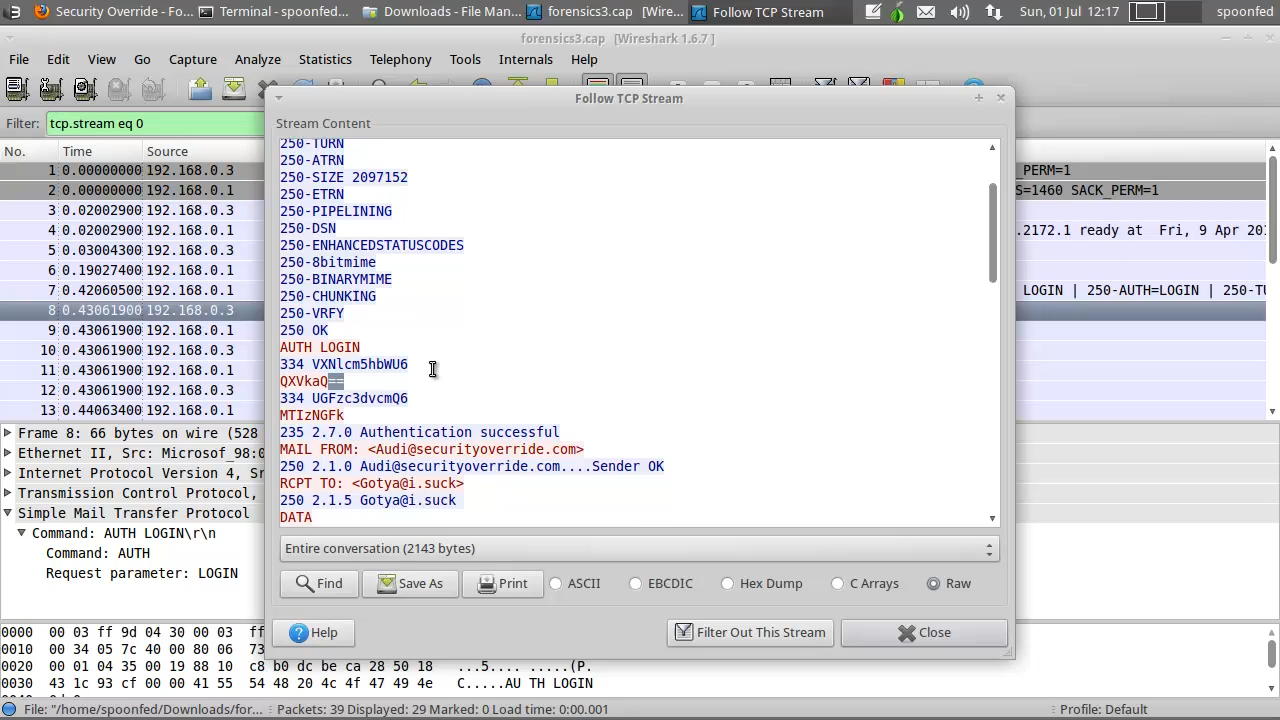 Security Override - Fo...
Terminal - spoonfed...
Downloads - File Man...
forensics3.cap [Wire...
Follow TCP Stream
Sun, 01 Jul 12:17
spoonfed
forensics3.cap [Wireshark 1.6.7 ]
File Edit View Go Capture Analyze Statistics Telephony Tools Internals Help
Filter: tcp.stream eq 0
No. Time Source
1 0.00000000 192.168.0.3 _PERM=1
2 0.00000000 192.168.0.1 S=1460 SACK_PERM=1
3 0.02002900 192.168.0.3
4 0.02002900 192.168.0.1 .2172.1 ready at Fri, 9 Apr 201
5 0.03004300 192.168.0.3
6 0.19027400 192.168.0.1
7 0.42060500 192.168.0.1 LOGIN | 250-AUTH=LOGIN | 250-TU
8 0.43061900 192.168.0.3
9 0.43061900 192.168.0.1
10 0.43061900 192.168.0.3
11 0.43061900 192.168.0.1
12 0.43061900 192.168.0.3
13 0.44063400 192.168.0.1
Follow TCP Stream
Stream Content
250-TURN
250-ATRN
250-SIZE 2097152
250-ETRN
250-PIPELINING
250-DSN
250-ENHANCEDSTATUSCODES
250-8bitmime
250-BINARYMIME
250-CHUNKING
250-VRFY
250 OK
AUTH LOGIN
334 VXNlcm5hbWU6
QXVkaQ==
334 UGFzc3dvcmQ6
MTIzNGFk
235 2.7.0 Authentication successful
MAIL FROM: <Audi@securityoverride.com>
250 2.1.0 Audi@securityoverride.com....Sender OK
RCPT TO: <Gotya@i.suck>
250 2.1.5 Gotya@i.suck
DATA
Entire conversation (2143 bytes)
Find Save As Print ASCII EBCDIC Hex Dump C Arrays Raw
Help Filter Out This Stream Close
Frame 8: 66 bytes on wire (528
Ethernet II, Src: Microsof_98:0
Internet Protocol Version 4, Sr
Transmission Control Protocol,
Simple Mail Transfer Protocol
Command: AUTH LOGIN\r\n
Command: AUTH
Request parameter: LOGIN
0000 00 03 ff 9d 04 30 00 03 ff
0010 00 34 05 7c 40 00 80 06 73
0020 01 04 35 00 19 88 10 c8 b0 dc be ca 28 50 18 ...5.... .....(P.
0030 43 1c 93 cf 00 00 41 55 54 48 20 4c 4f 47 49 4e C.....AU TH LOGIN
File: "/home/spoonfed/Downloads/for... Packets: 39 Displayed: 29 Marked: 0 Load time: 0:00.001 Profile: Default